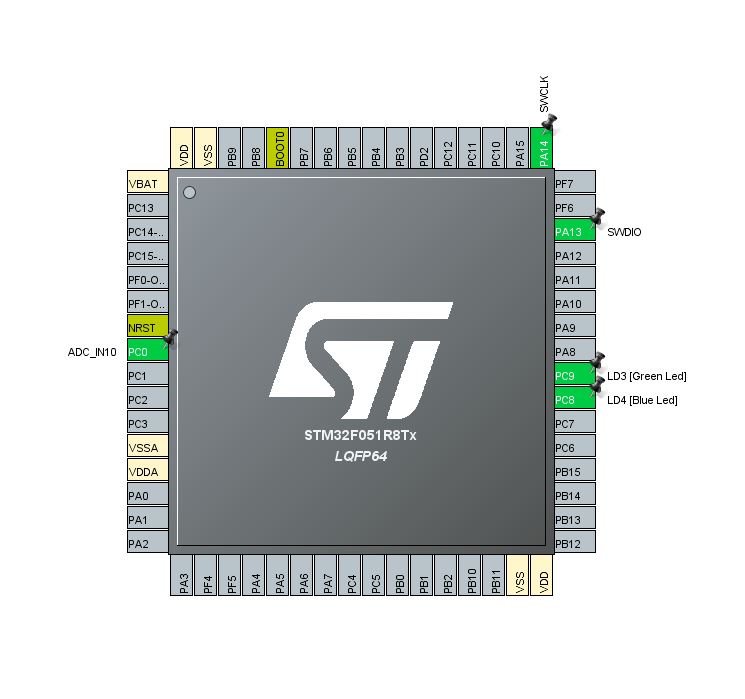 SWCLK
VDD
VSS
PB9
PB8
BOOT0
PB7
PB6
PB5
PB4
PB3
PD2
PC12
PC11
PC10
PA15
PA14
VBAT
PC13
PC14-..
PC15-..
PF0-O..
PF1-O..
NRST
ADC_IN10 PC0
PC1
PC2
PC3
VSSA
VDDA
PA0
PA1
PA2
PF7
PF6
PA13 SWDIO
PA12
PA11
PA10
PA9
PA8
PC9 LD3 [Green Led]
PC8 LD4 [Blue Led]
PC7
PC6
PB15
PB14
PB13
PB12
ST
STM32F051R8Tx
LQFP64
PA3
PF4
PF5
PA4
PA5
PA6
PA7
PC4
PC5
PB0
PB1
PB2
PB10
PB11
VSS
VDD